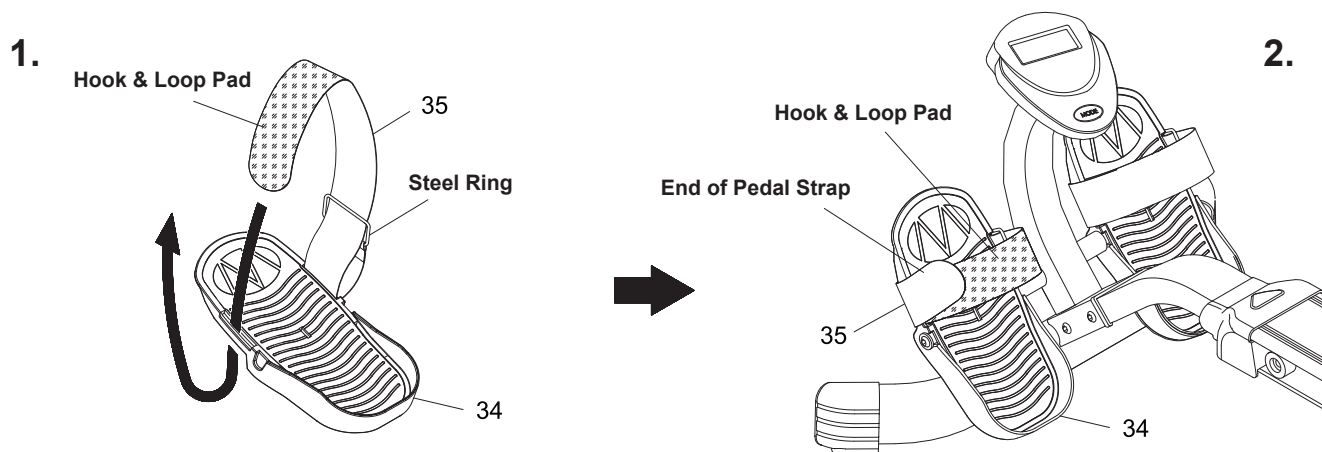 1.
Hook & Loop Pad
35
Steel Ring
34
2.
Hook & Loop Pad
End of Pedal Strap
35
34
MODE